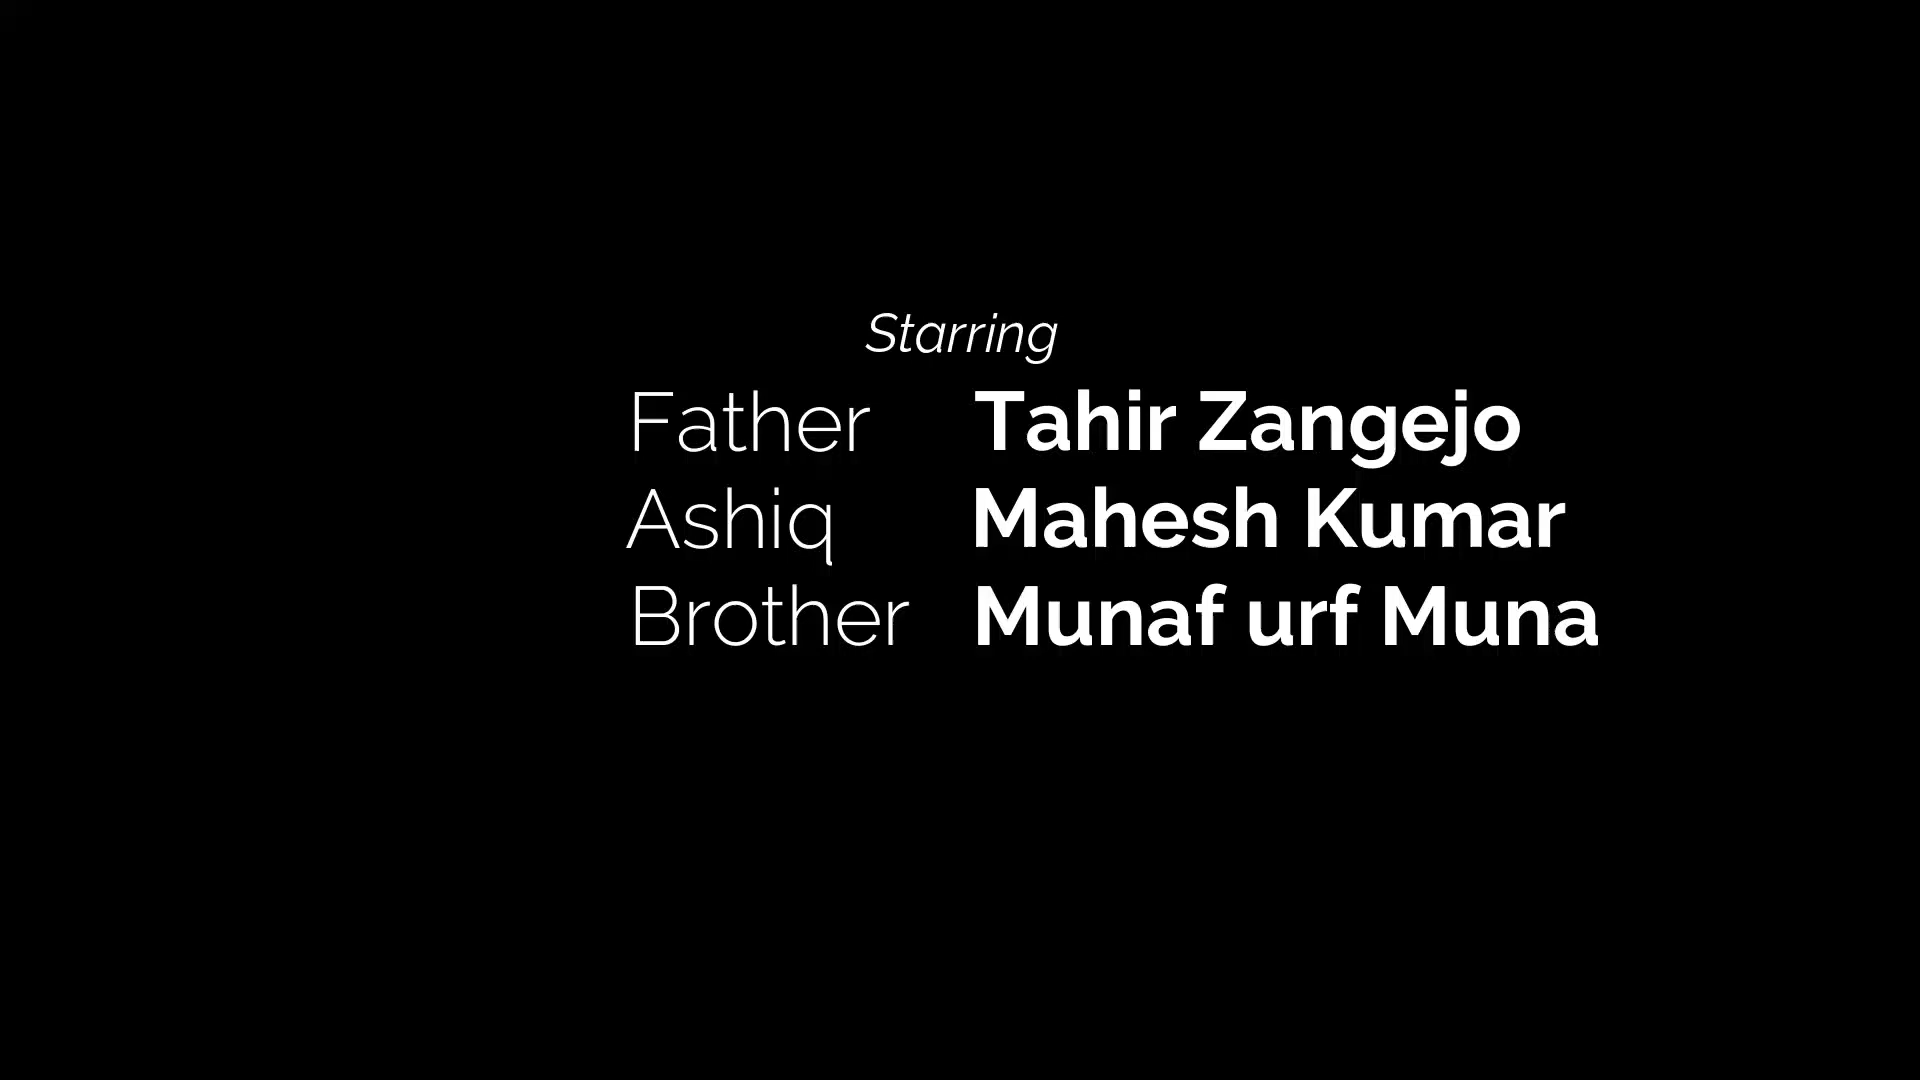 Starring
Father Tahir Zangejo
Ashiq Mahesh Kumar
Brother Munaf urf Muna